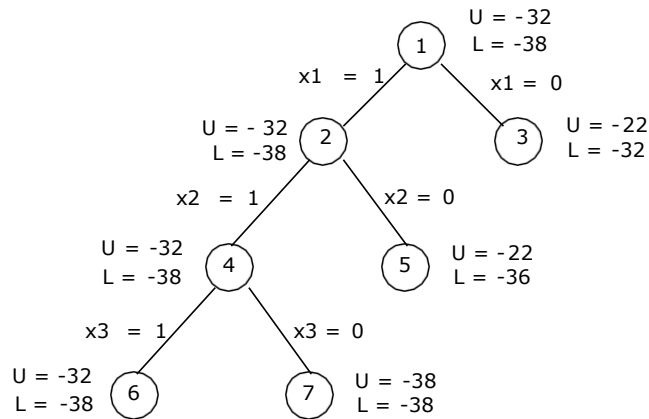 U = -32
1
L = -38
x1 = 1
x1 = 0
U = - 32
L = -38
2
3
U = -22
L = -32
x2 = 1
x2 = 0
U = -32
L = -38
4
5
U = -22
L = -36
x3 = 1
x3 = 0
U = -32
L = -38
6
7
U = -38
L = -38